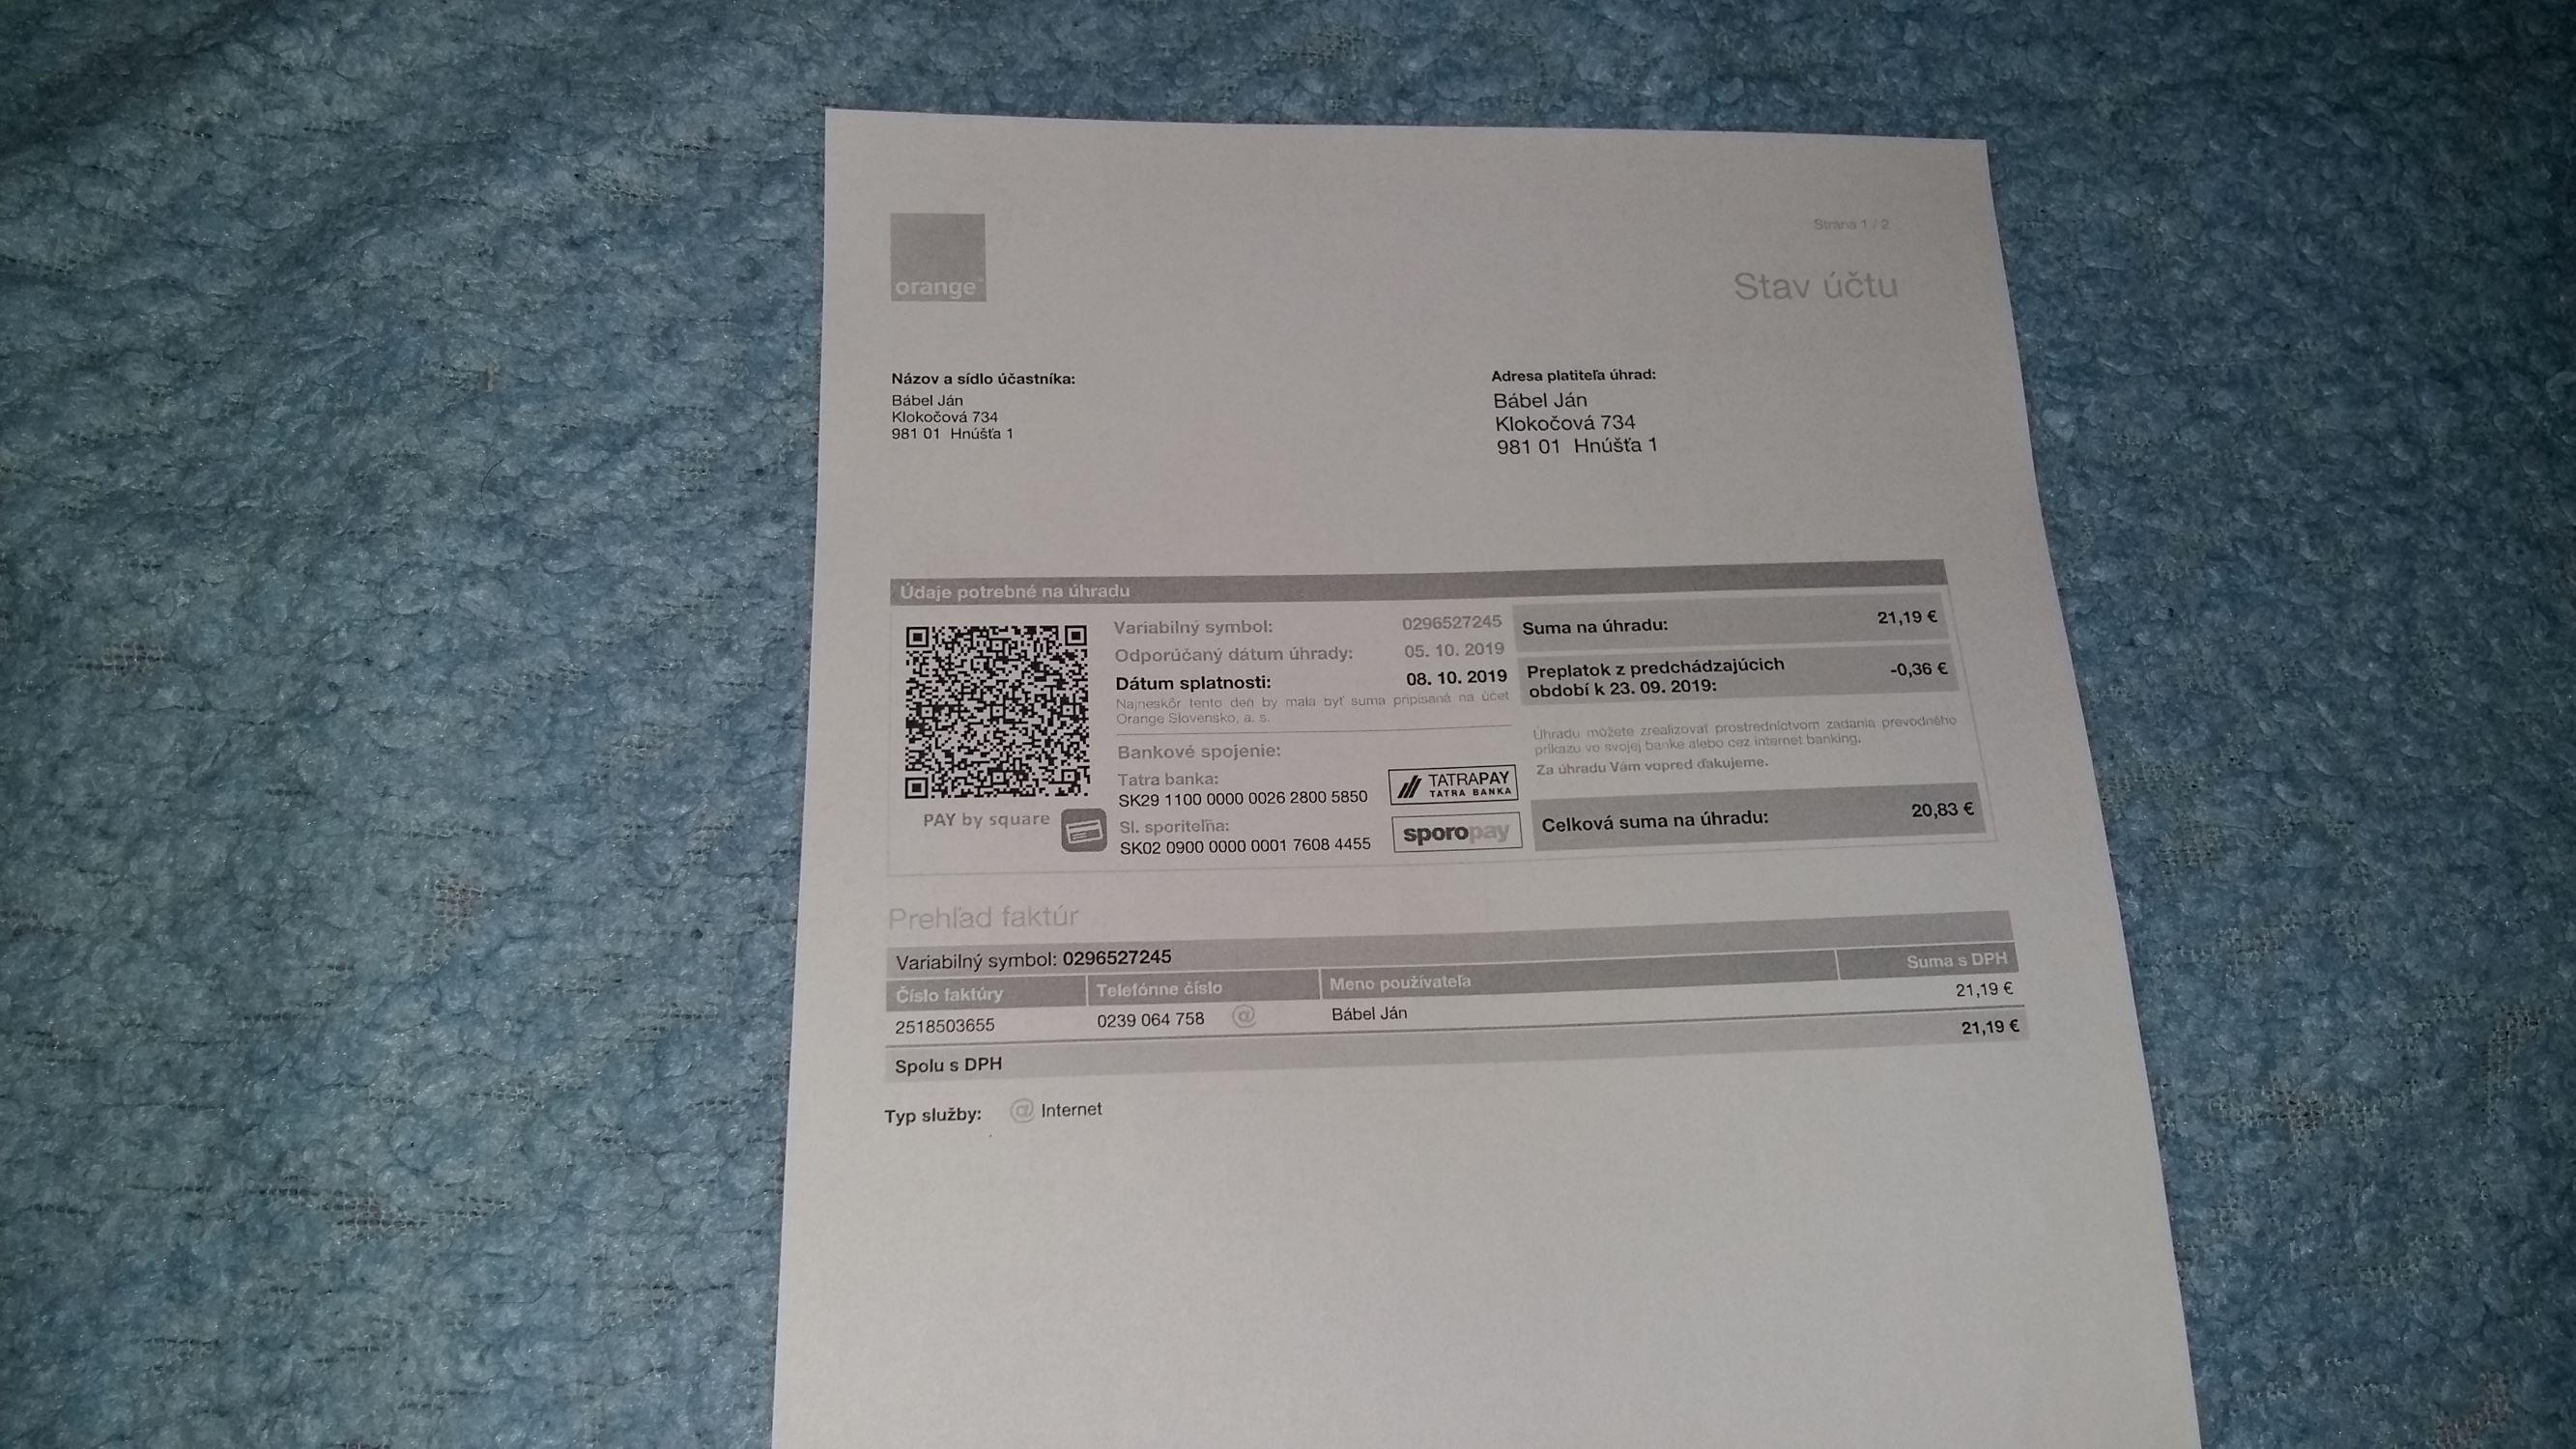 Strana 1 / 2
orange
Stav účtu
Názov a sídlo účastníka:
Bábel Ján
Klokočová 734
981 01 Hnúšťa 1
Adresa platiteľa úhrad:
Bábel Ján
Klokočová 734
981 01 Hnúšťa 1
Údaje potrebné na úhradu
PAY by square
Variabilný symbol: 0296527245
Odporúčaný dátum úhrady: 05. 10. 2019
Dátum splatnosti: 08. 10. 2019
Najneskôr tento deň by mala byť suma pripísaná na účet
Orange Slovensko, a. s.
Bankové spojenie:
Tatra banka:
SK29 1100 0000 0026 2800 5850
TATRAPAY
TATRA BANKA
Sl. sporiteľňa:
SK02 0900 0000 0001 7608 4455
sporopay
Suma na úhradu: 21,19 €
Preplatok z predchádzajúcich
období k 23. 09. 2019: -0,36 €
Úhradu môžete zrealizovať prostredníctvom zadania prevodného
príkazu vo svojej banke alebo cez internet banking.
Za úhradu Vám vopred ďakujeme.
Celková suma na úhradu: 20,83 €
Prehľad faktúr
Variabilný symbol: 0296527245
Číslo faktúry Telefónne číslo Meno používateľa Suma s DPH
2518503655 0239 064 758 @ Bábel Ján 21,19 €
Spolu s DPH 21,19 €
Typ služby: @ Internet